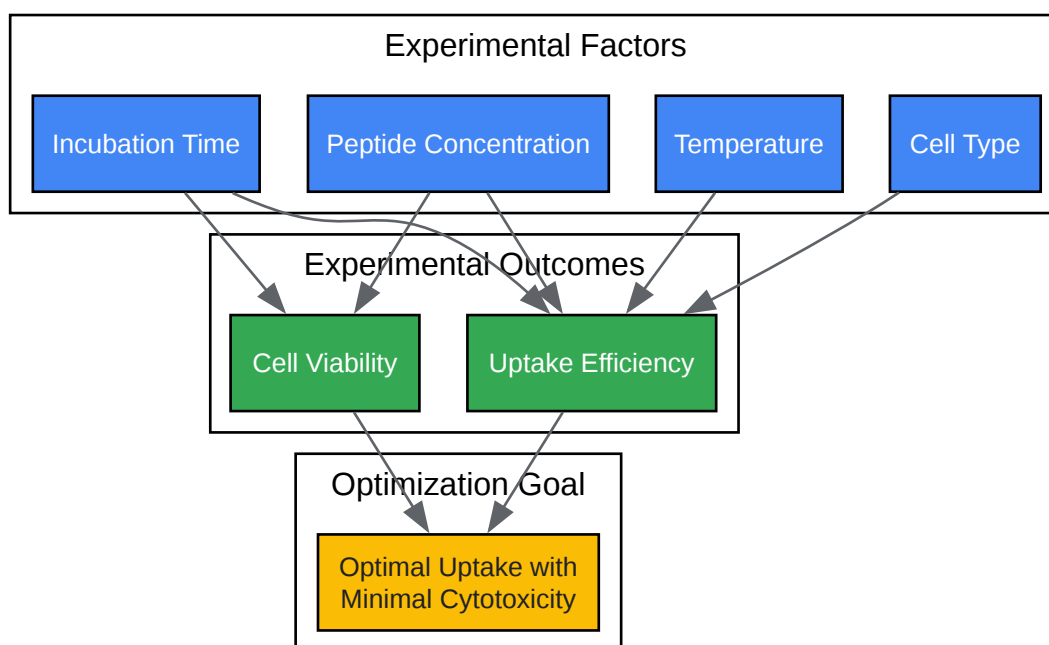 Experimental Factors
Incubation Time
Peptide Concentration
Temperature
Cell Type
Experimental Outcomes
Cell Viability
Uptake Efficiency
Optimization Goal
Optimal Uptake with
Minimal Cytotoxicity